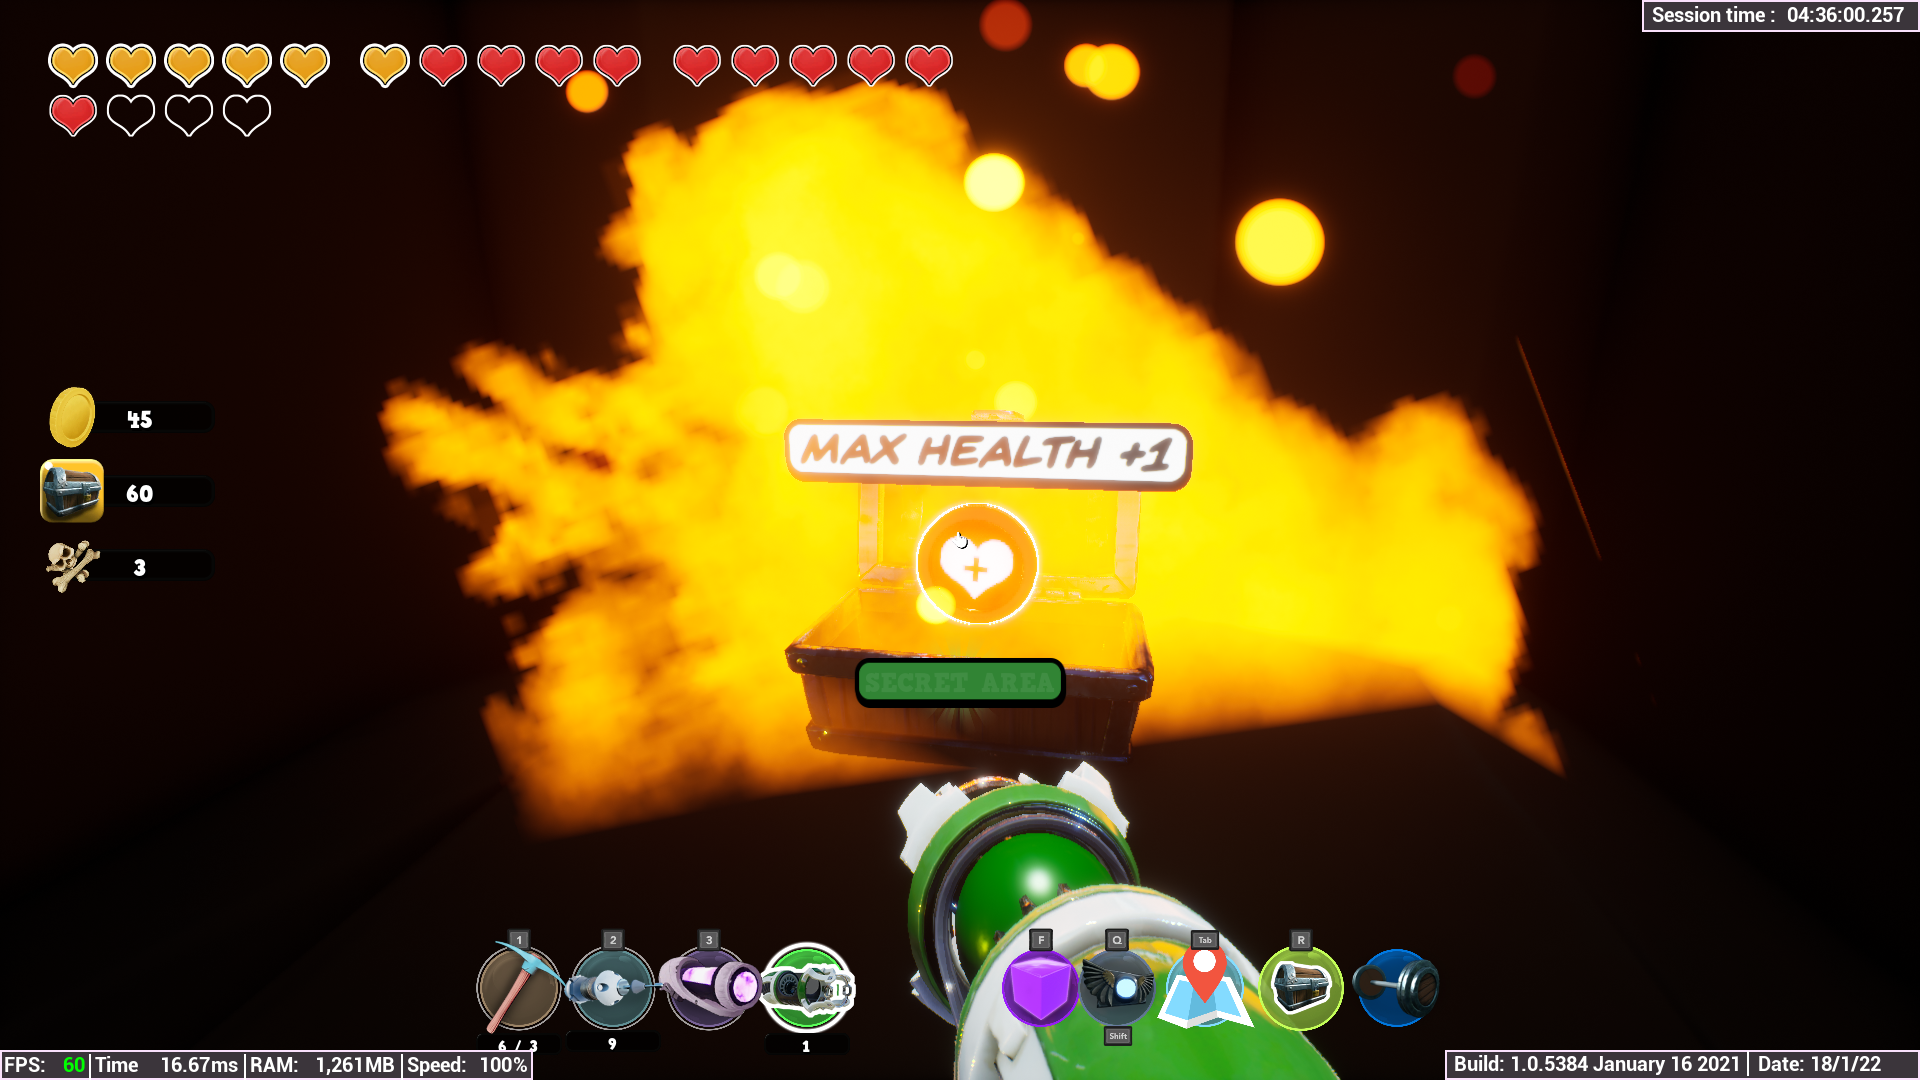 Session time : 04:36:00.257
45
60
3
MAX HEALTH +1
SECRET AREA
1 2 3 F Q Tab R
Shift
6 / 3 9 1
FPS: 60 Time 16.67ms RAM: 1,261MB Speed: 100%
Build: 1.0.5384 January 16 2021 Date: 18/1/22